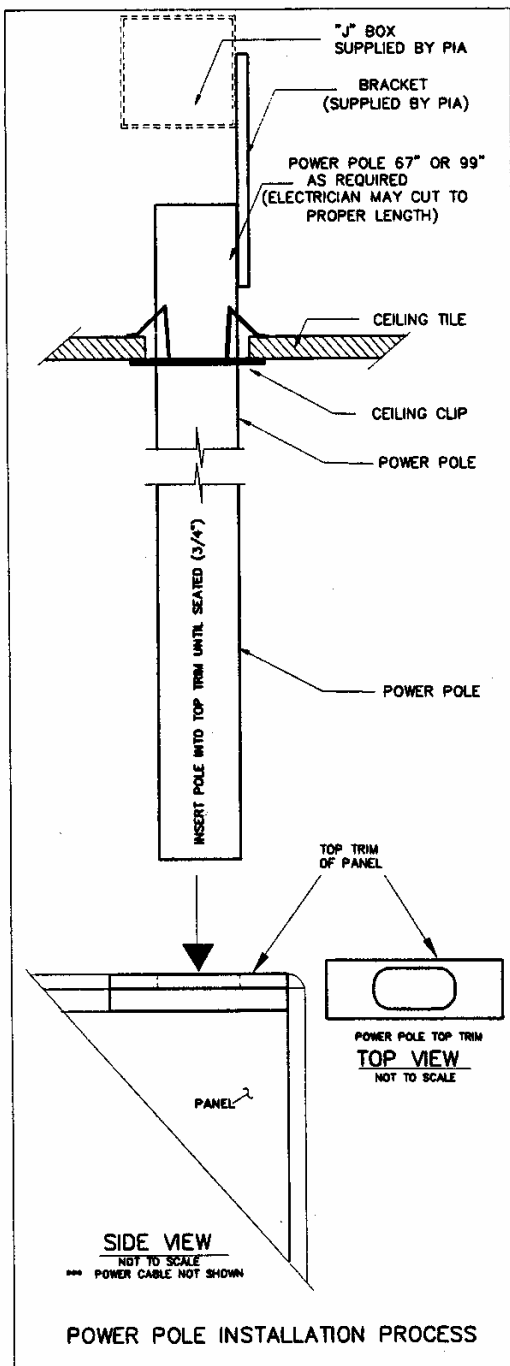 "J" BOX
SUPPLIED BY PIA
BRACKET
(SUPPLIED BY PIA)
POWER POLE 67" OR 99"
AS REQUIRED
(ELECTRICIAN MAY CUT TO
PROPER LENGTH)
CEILING TILE
CEILING CLIP
POWER POLE
INSERT POLE INTO TOP TRIM UNTIL SEATED (3/4")
POWER POLE
TOP TRIM
OF PANEL
POWER POLE TOP TRIM
TOP VIEW
NOT TO SCALE
PANEL
SIDE VIEW
NOT TO SCALE
*** POWER CABLE NOT SHOWN
POWER POLE INSTALLATION PROCESS